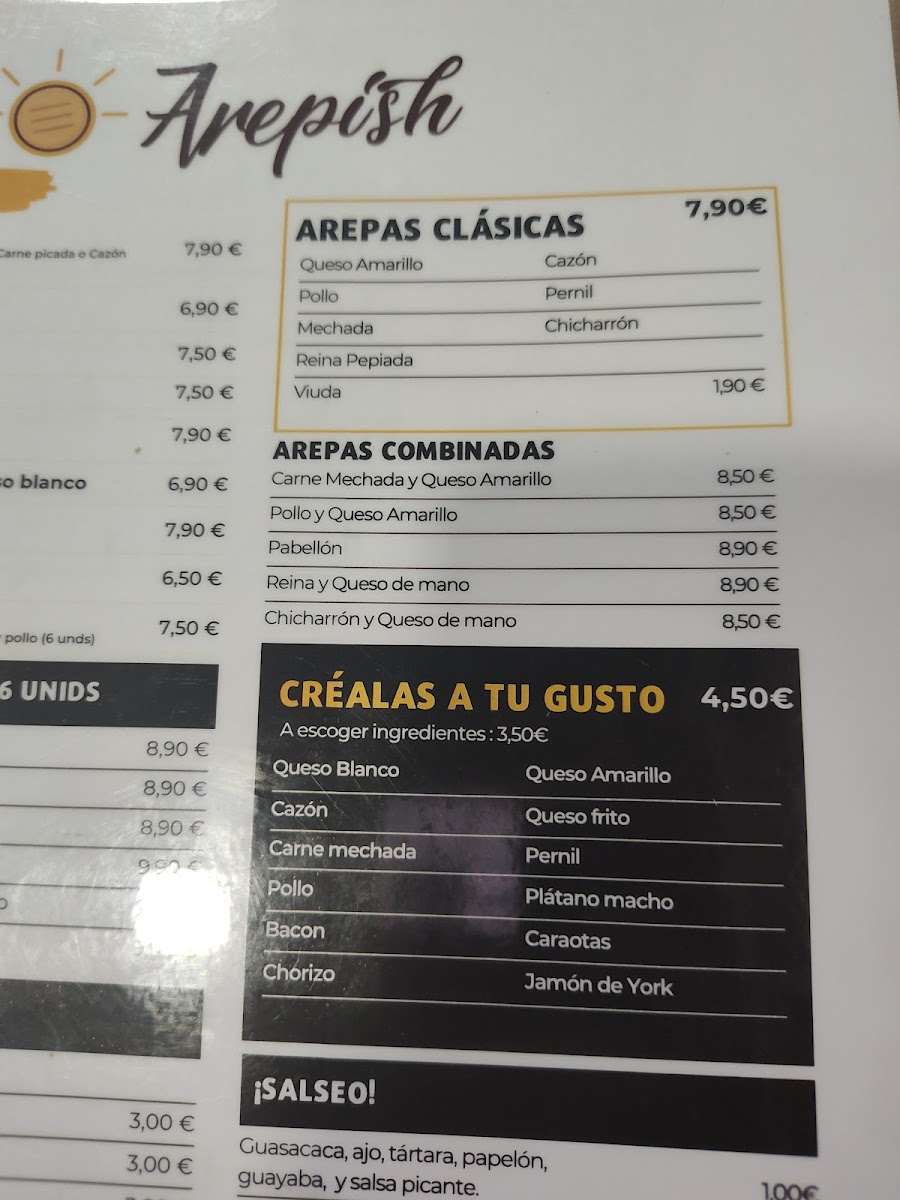 Arepish
Carne picada o Cazón 7,90 €
6,90 €
7,50 €
7,50 €
7,90 €
so blanco 6,90 €
7,90 €
6,50 €
pollo (6 unds) 7,50 €
6 UNIDS
8,90 €
8,90 €
8,90 €
9,90 €
o
3,00 €
3,00 €
AREPAS CLÁSICAS 7,90€
Queso Amarillo Cazón
Pollo Pernil
Mechada Chicharrón
Reina Pepiada
Viuda 1,90 €
AREPAS COMBINADAS
Carne Mechada y Queso Amarillo 8,50 €
Pollo y Queso Amarillo 8,50 €
Pabellón 8,90 €
Reina y Queso de mano 8,90 €
Chicharrón y Queso de mano 8,50 €
CRÉALAS A TU GUSTO 4,50€
A escoger ingredientes : 3,50€
Queso Blanco Queso Amarillo
Cazón Queso frito
Carne mechada Pernil
Pollo Plátano macho
Bacon Caraotas
Chorizo Jamón de York
¡SALSEO!
Guasacaca, ajo, tártara, papelón,
guayaba, y salsa picante. 1,00€